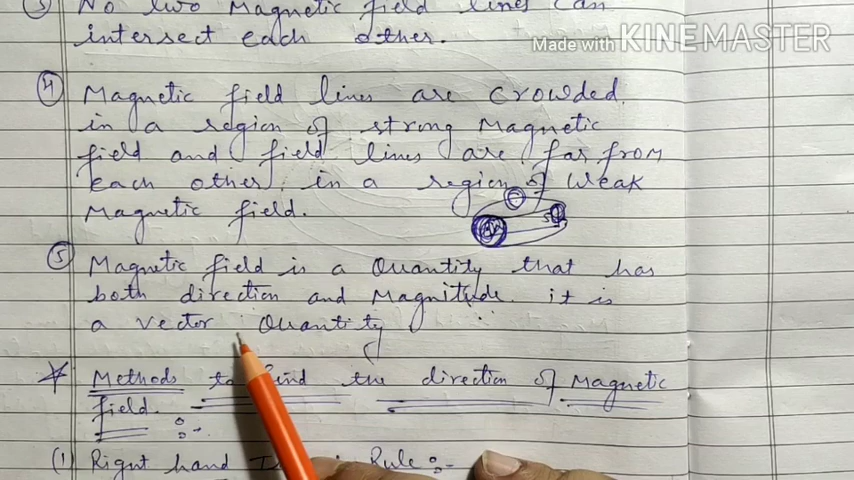 ③ No two Magnetic field lines can
intersect each other.
Made with KINEMASTER
④ Magnetic field lines are crowded
in a region of strong Magnetic
field and field lines are far from
each other in a region of weak
Magnetic field.
⑤ Magnetic field is a Quantity that has
both direction and Magnitude. it is
a vector Quantity
Methods to find the direction of Magnetic
field.
(1) Right hand Rule :-